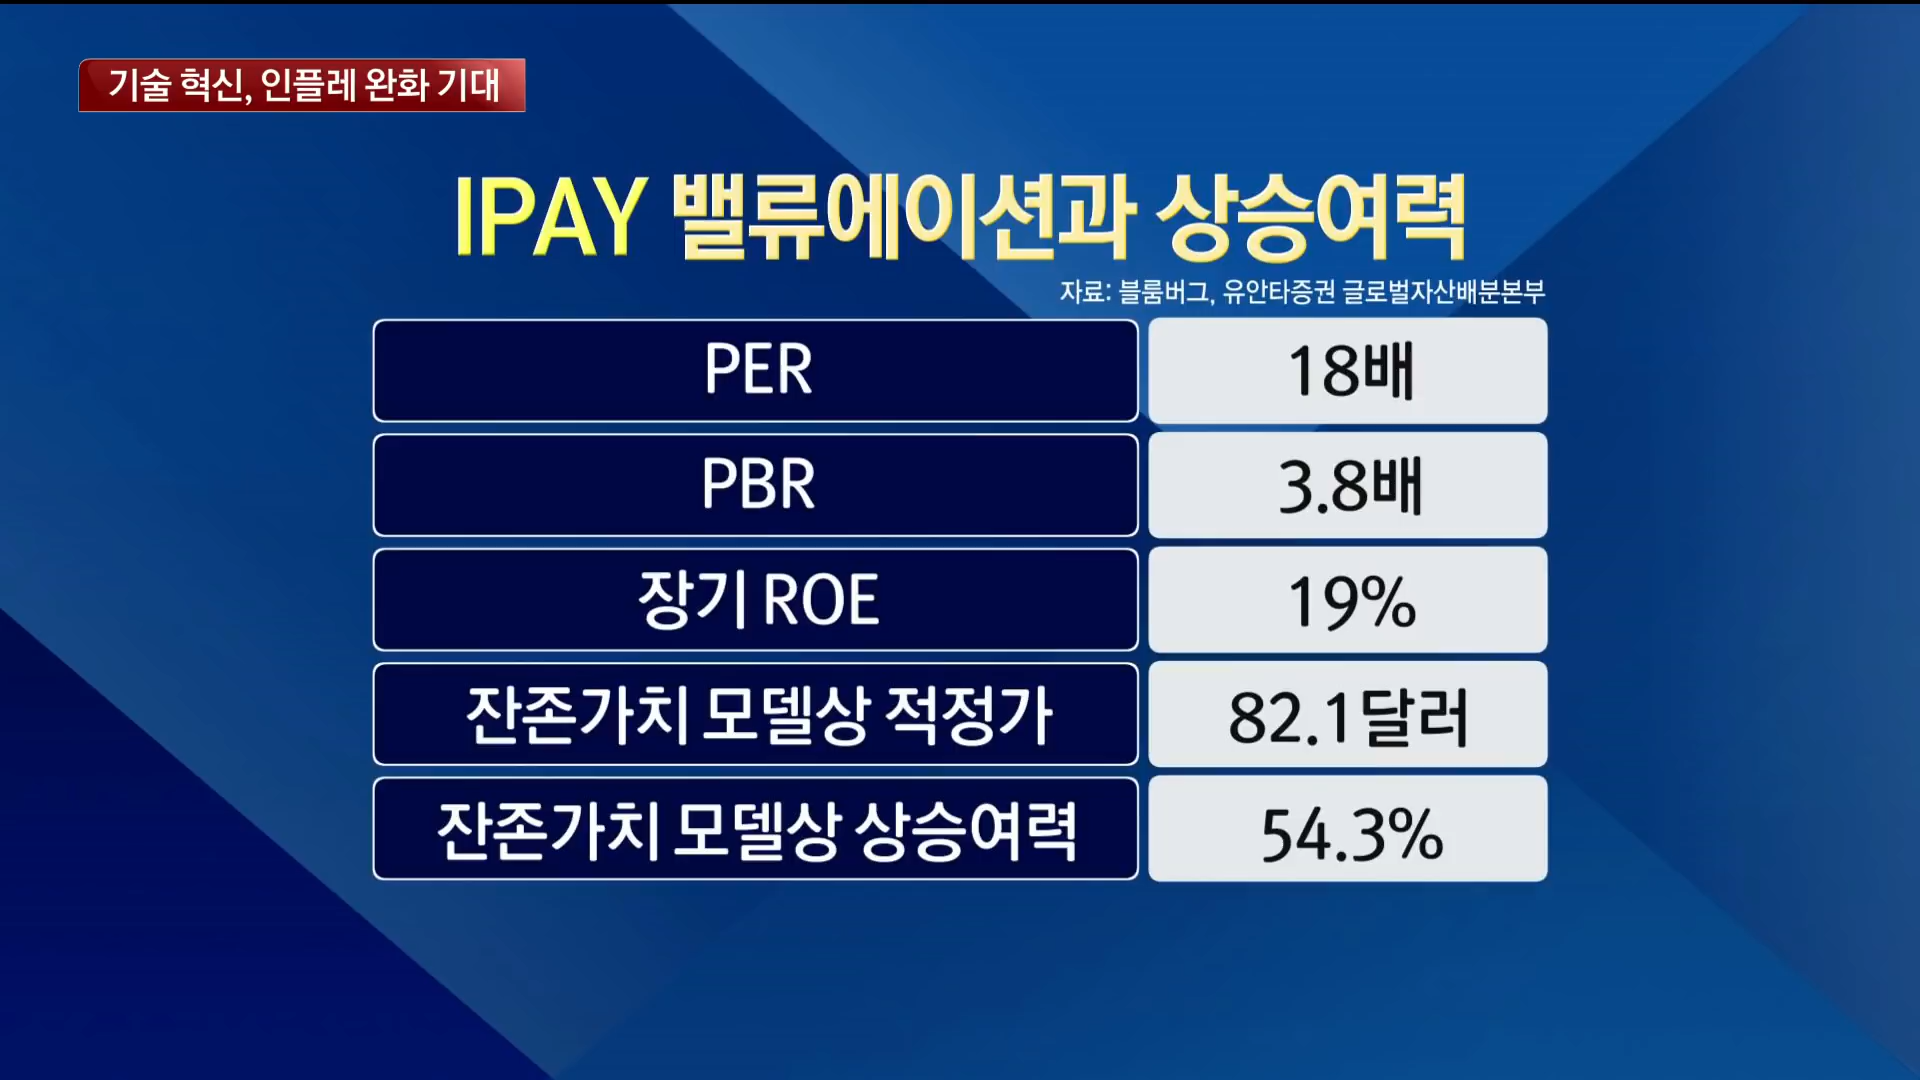 기술 혁신, 인플레 완화 기대
IPAY 밸류에이션과 상승여력
자료: 블룸버그, 유안타증권 글로벌자산배분본부
PER 18배
PBR 3.8배
장기 ROE 19%
잔존가치 모델상 적정가 82.1달러
잔존가치 모델상 상승여력 54.3%